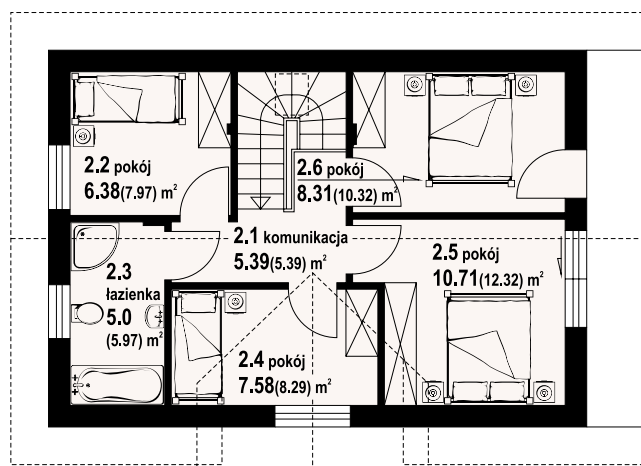 2.2 pokój
6.38(7.97) m²
2.6 pokój
8.31(10.32) m²
2.1 komunikacja
5.39(5.39) m²
2.3
łazienka
5.0
(5.97) m²
2.5 pokój
10.71(12.32) m²
2.4 pokój
7.58(8.29) m²